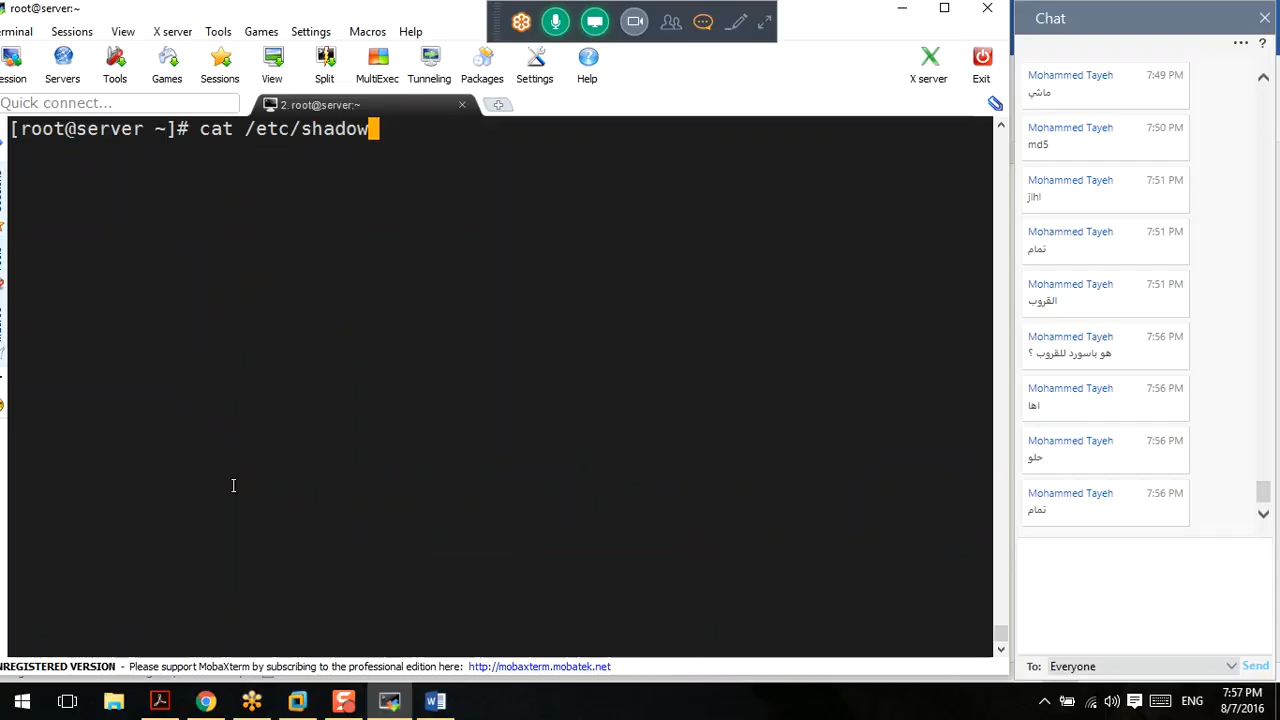 root@server:~
Terminal Sessions View X server Tools Games Settings Macros Help
Session Servers Tools Games Sessions View Split MultiExec Tunneling Packages Settings Help X server Exit
Quick connect...
2. root@server:~
[root@server ~]# cat /etc/shadow
UNREGISTERED VERSION - Please support MobaXterm by subscribing to the professional edition here: http://mobaxterm.mobatek.net
Chat
Mohammed Tayeh 7:49 PM
ماشي
Mohammed Tayeh 7:50 PM
md5
Mohammed Tayeh 7:51 PM
Mohammed Tayeh 7:51 PM
تمام
Mohammed Tayeh 7:51 PM
القروب
Mohammed Tayeh 7:56 PM
هو باسورد للقروب ؟
Mohammed Tayeh 7:56 PM
اها
Mohammed Tayeh 7:56 PM
حلو
Mohammed Tayeh 7:56 PM
تمام
To: Everyone Send
ENG
7:57 PM
8/7/2016